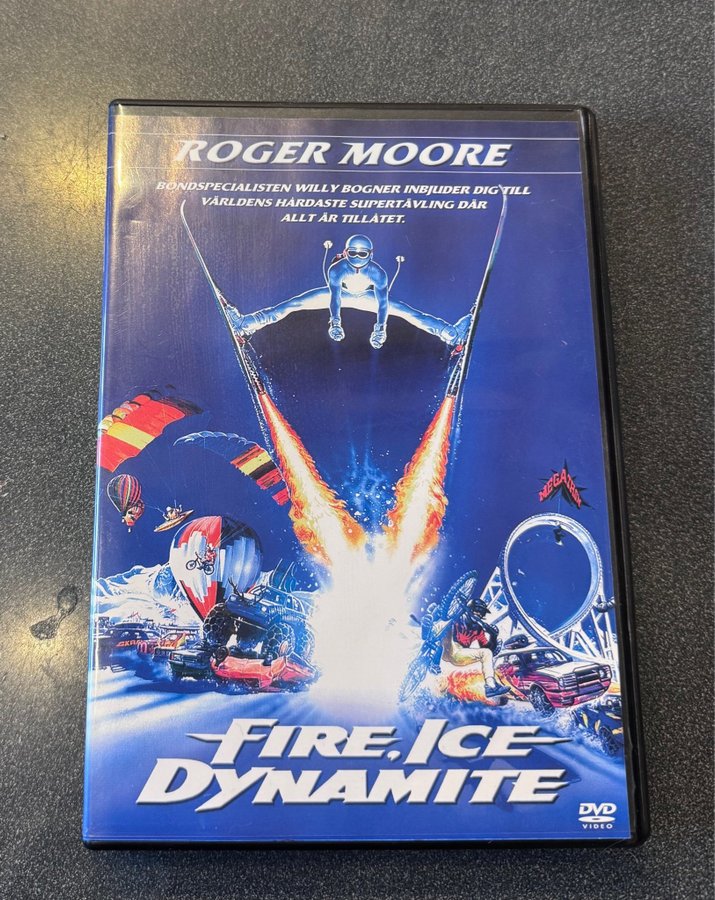 ROGER MOORE
BONDSPECIALISTEN WILLY BOGNER INBJUDER DIG TILL
VÄRLDENS HÅRDASTE SUPERTÄVLING DÄR
ALLT ÄR TILLÅTET.
FIRE, ICE
DYNAMITE
DVD
VIDEO